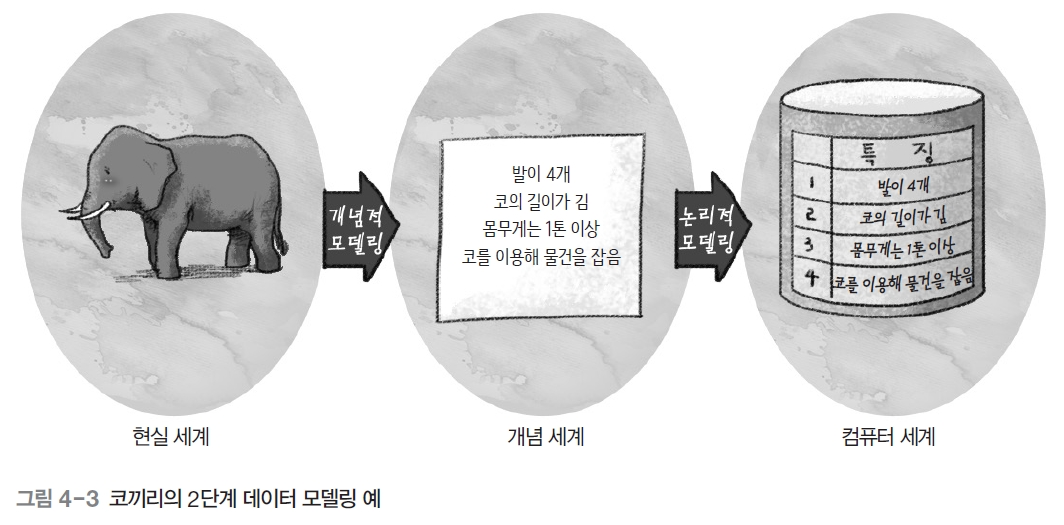 개념적
모델링
발이 4개
코의 길이가 김
몸무게는 1톤 이상
코를 이용해 물건을 잡음
논리적
모델링
특 징
1 발이 4개
2 코의 길이가 김
3 몸무게는 1톤 이상
4 코를 이용해 물건을 잡음
현실 세계
개념 세계
컴퓨터 세계
그림 4-3 코끼리의 2단계 데이터 모델링 예